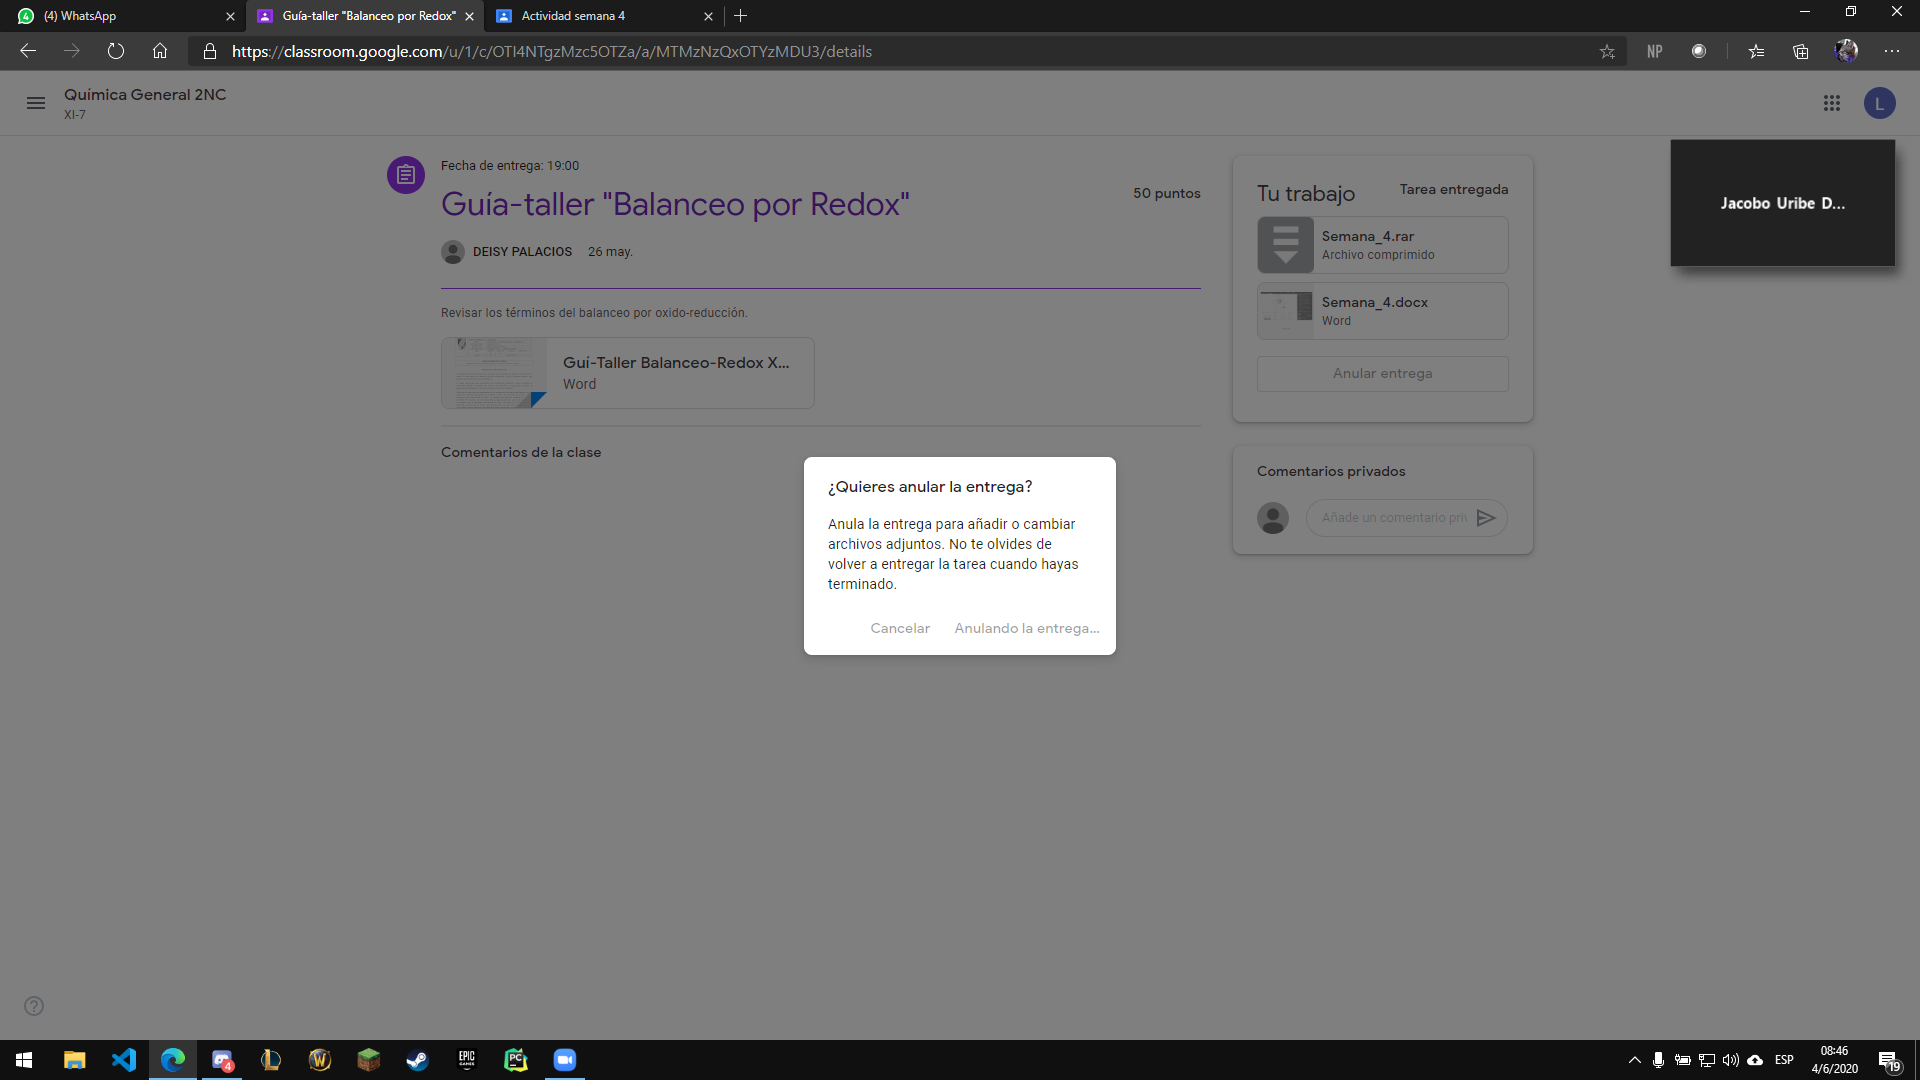 (4) WhatsApp
Guía-taller "Balanceo por Redox"
Actividad semana 4
https://classroom.google.com/u/1/c/OTI4NTgzMzc5OTZa/a/MTMzNzQxOTYzMDU3/details
NP
Química General 2NC
XI-7
L
Fecha de entrega: 19:00
Guía-taller "Balanceo por Redox"
50 puntos
DEISY PALACIOS 26 may.
Revisar los términos del balanceo por oxido-reducción.
Guí-Taller Balanceo-Redox X...
Word
Comentarios de la clase
Tu trabajo
Tarea entregada
Semana_4.rar
Archivo comprimido
Semana_4.docx
Word
Anular entrega
Comentarios privados
Añade un comentario pri
Jacobo Uribe D...
¿Quieres anular la entrega?
Anula la entrega para añadir o cambiar
archivos adjuntos. No te olvides de
volver a entregar la tarea cuando hayas
terminado.
Cancelar
Anulando la entrega...
4
EPIC
GAMES
PC
ESP
08:46
4/6/2020
19